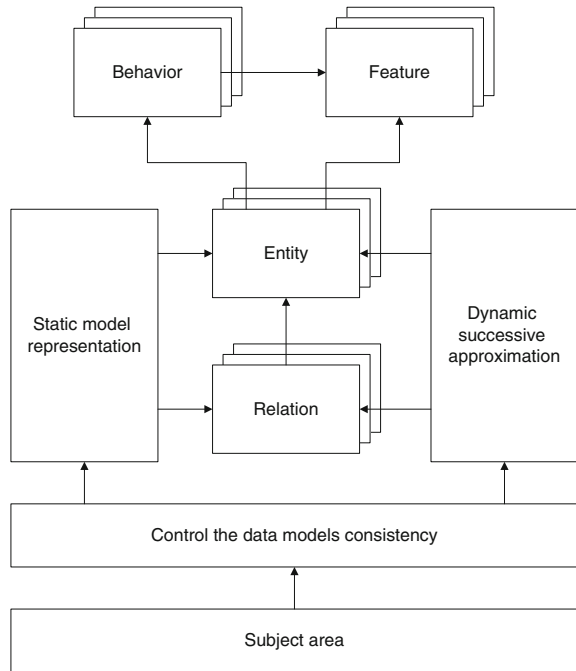 Behavior
Feature
Entity
Static model
representation
Dynamic
successive
approximation
Relation
Control the data models consistency
Subject area